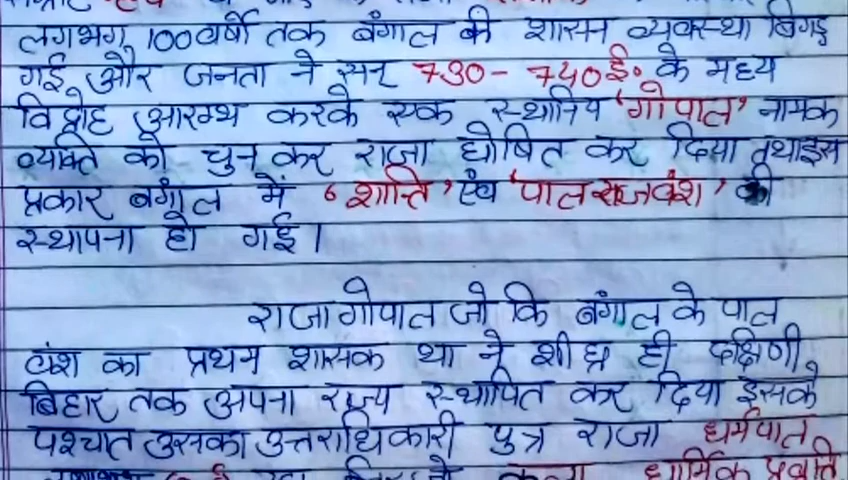 लगभग 100 वर्षो तक बंगाल की शासन व्यवस्था बिगड़
गई और जनता ने सन् 730 - 740 ई० के मध्य
विद्रोह आरम्भ करके एक स्थानिय 'गोपाल' नामक
व्यक्ति को चुन कर राजा घोषित कर दिया तथा इस
प्रकार बंगाल में 'शान्ति' एंव 'पाल राजवंश' की
स्थापना हो गई।
राजा गोपाल जो कि बंगाल के पाल
वंश का प्रथम शासक था ने शीघ्र ही दक्षिणी
बिहार तक अपना राज्य स्थापित कर दिया इसके
पश्चात उसका उत्तराधिकारी पुत्र राजा धर्मपाल
धार्मिक प्रवृति